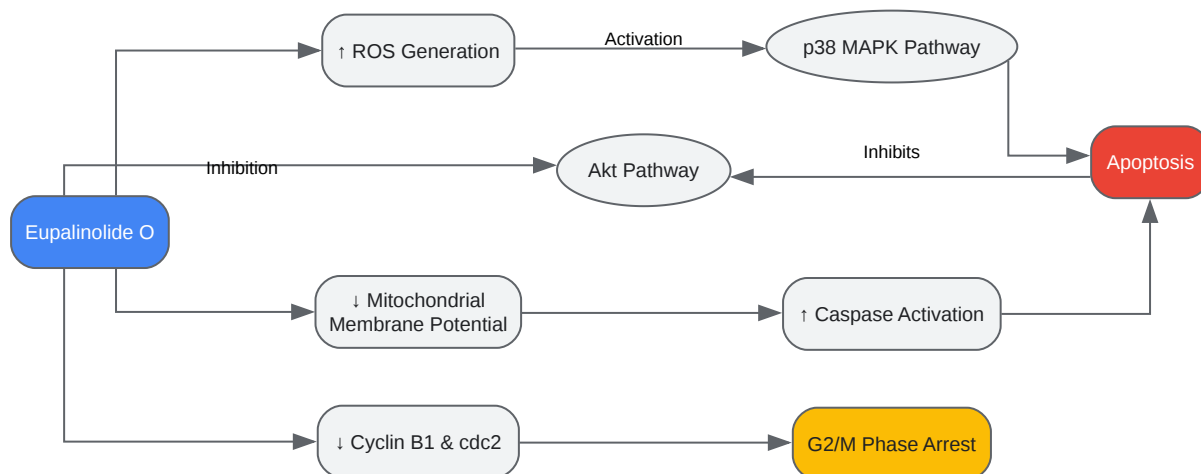 ↑ ROS Generation
Activation
p38 MAPK Pathway
Inhibition
Akt Pathway
Inhibits
Apoptosis
Eupalinolide O
↓ Mitochondrial
Membrane Potential
↑ Caspase Activation
↓ Cyclin B1 & cdc2
G2/M Phase Arrest